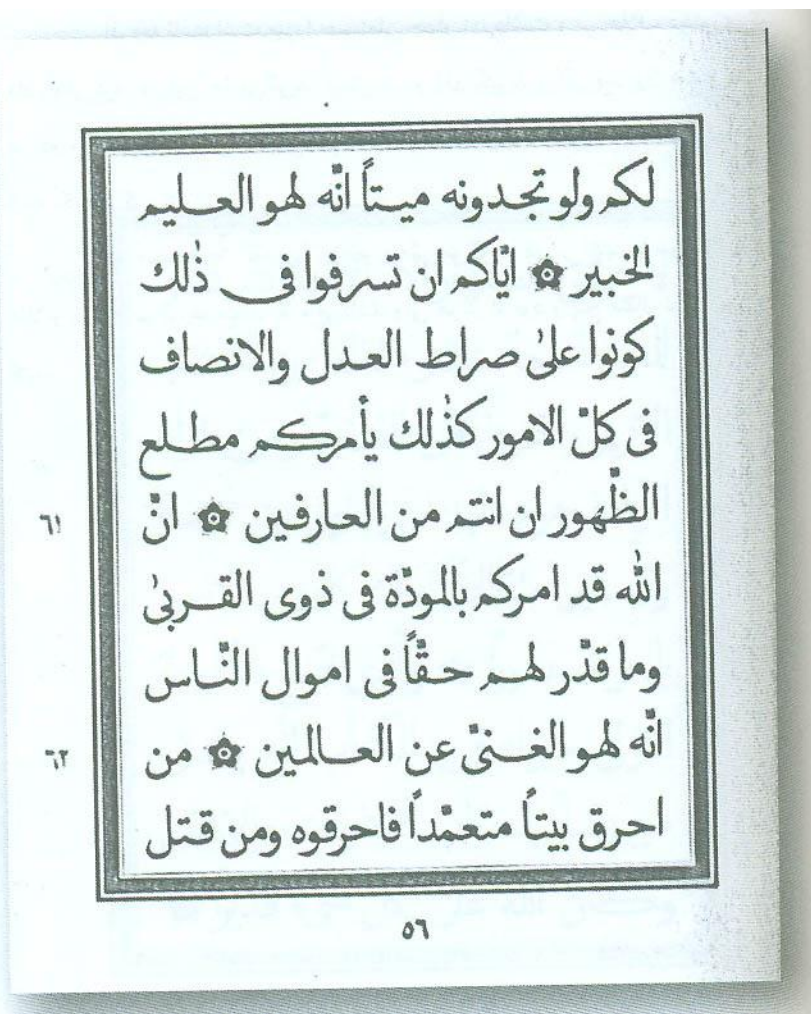 لكم ولو تجدونه ميتاً انّه لهو العليم
الخبير ۞ ايّاكم ان تسرفوا فى ذٰلك
كونوا علىٰ صراط العدل والانصاف
فى كلّ الامور كذٰلك يأمركم مطلع
الظّهور ان انتم من العارفين ۞ انّ
٦١
الله قد امركم بالمودّة فى ذوى القربىٰ
وما قدّر لهم حقّاً فى اموال النّاس
انّه لهو الغنىّ عن العالمين ۞ من
٦٢
احرق بيتاً متعمّداً فاحرقوه ومن قتل
٥٦